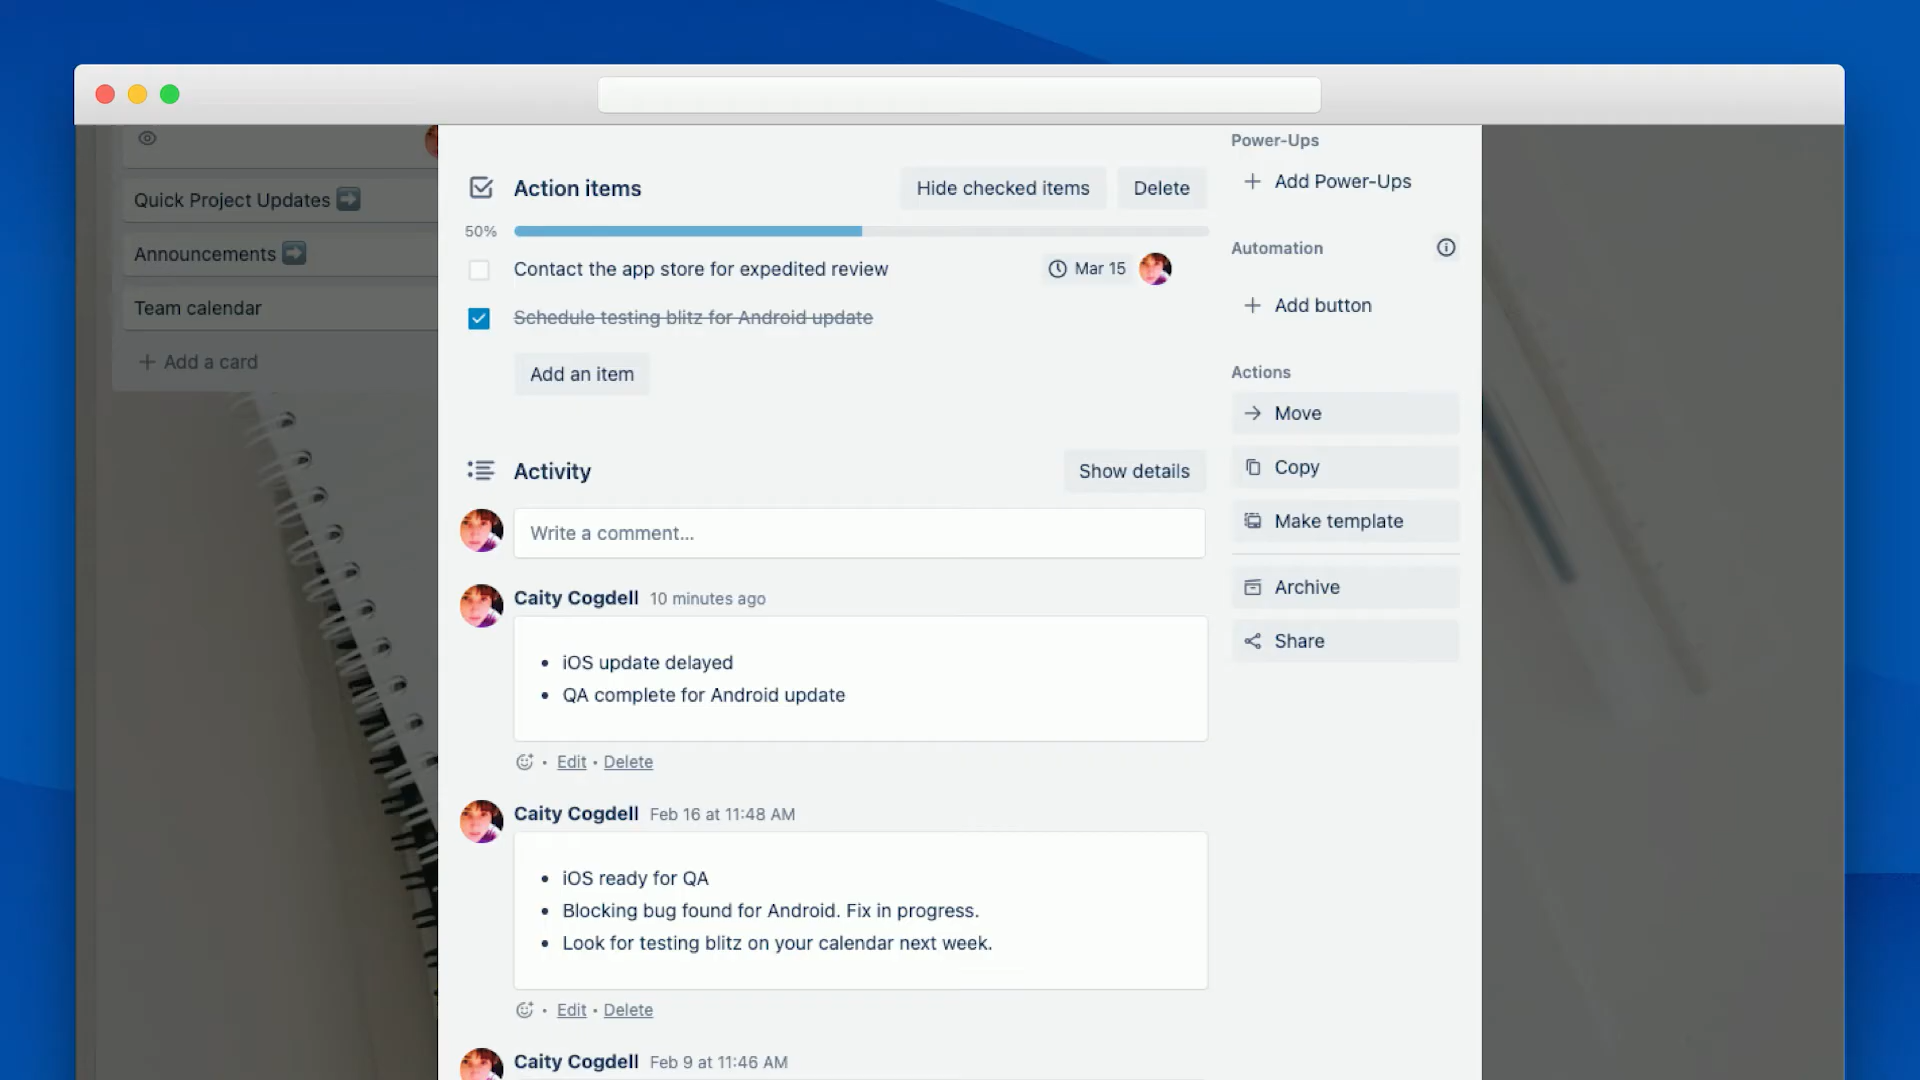 Quick Project Updates
Announcements
Team calendar
Add a card
Action items
Hide checked items
Delete
50%
Contact the app store for expedited review
Mar 15
Schedule testing blitz for Android update
Add an item
Activity
Show details
Write a comment...
Caity Cogdell 10 minutes ago
iOS update delayed
QA complete for Android update
Edit • Delete
Caity Cogdell Feb 16 at 11:48 AM
iOS ready for QA
Blocking bug found for Android. Fix in progress.
Look for testing blitz on your calendar next week.
Edit • Delete
Caity Cogdell Feb 9 at 11:46 AM
Power-Ups
Add Power-Ups
Automation
Add button
Actions
Move
Copy
Make template
Archive
Share